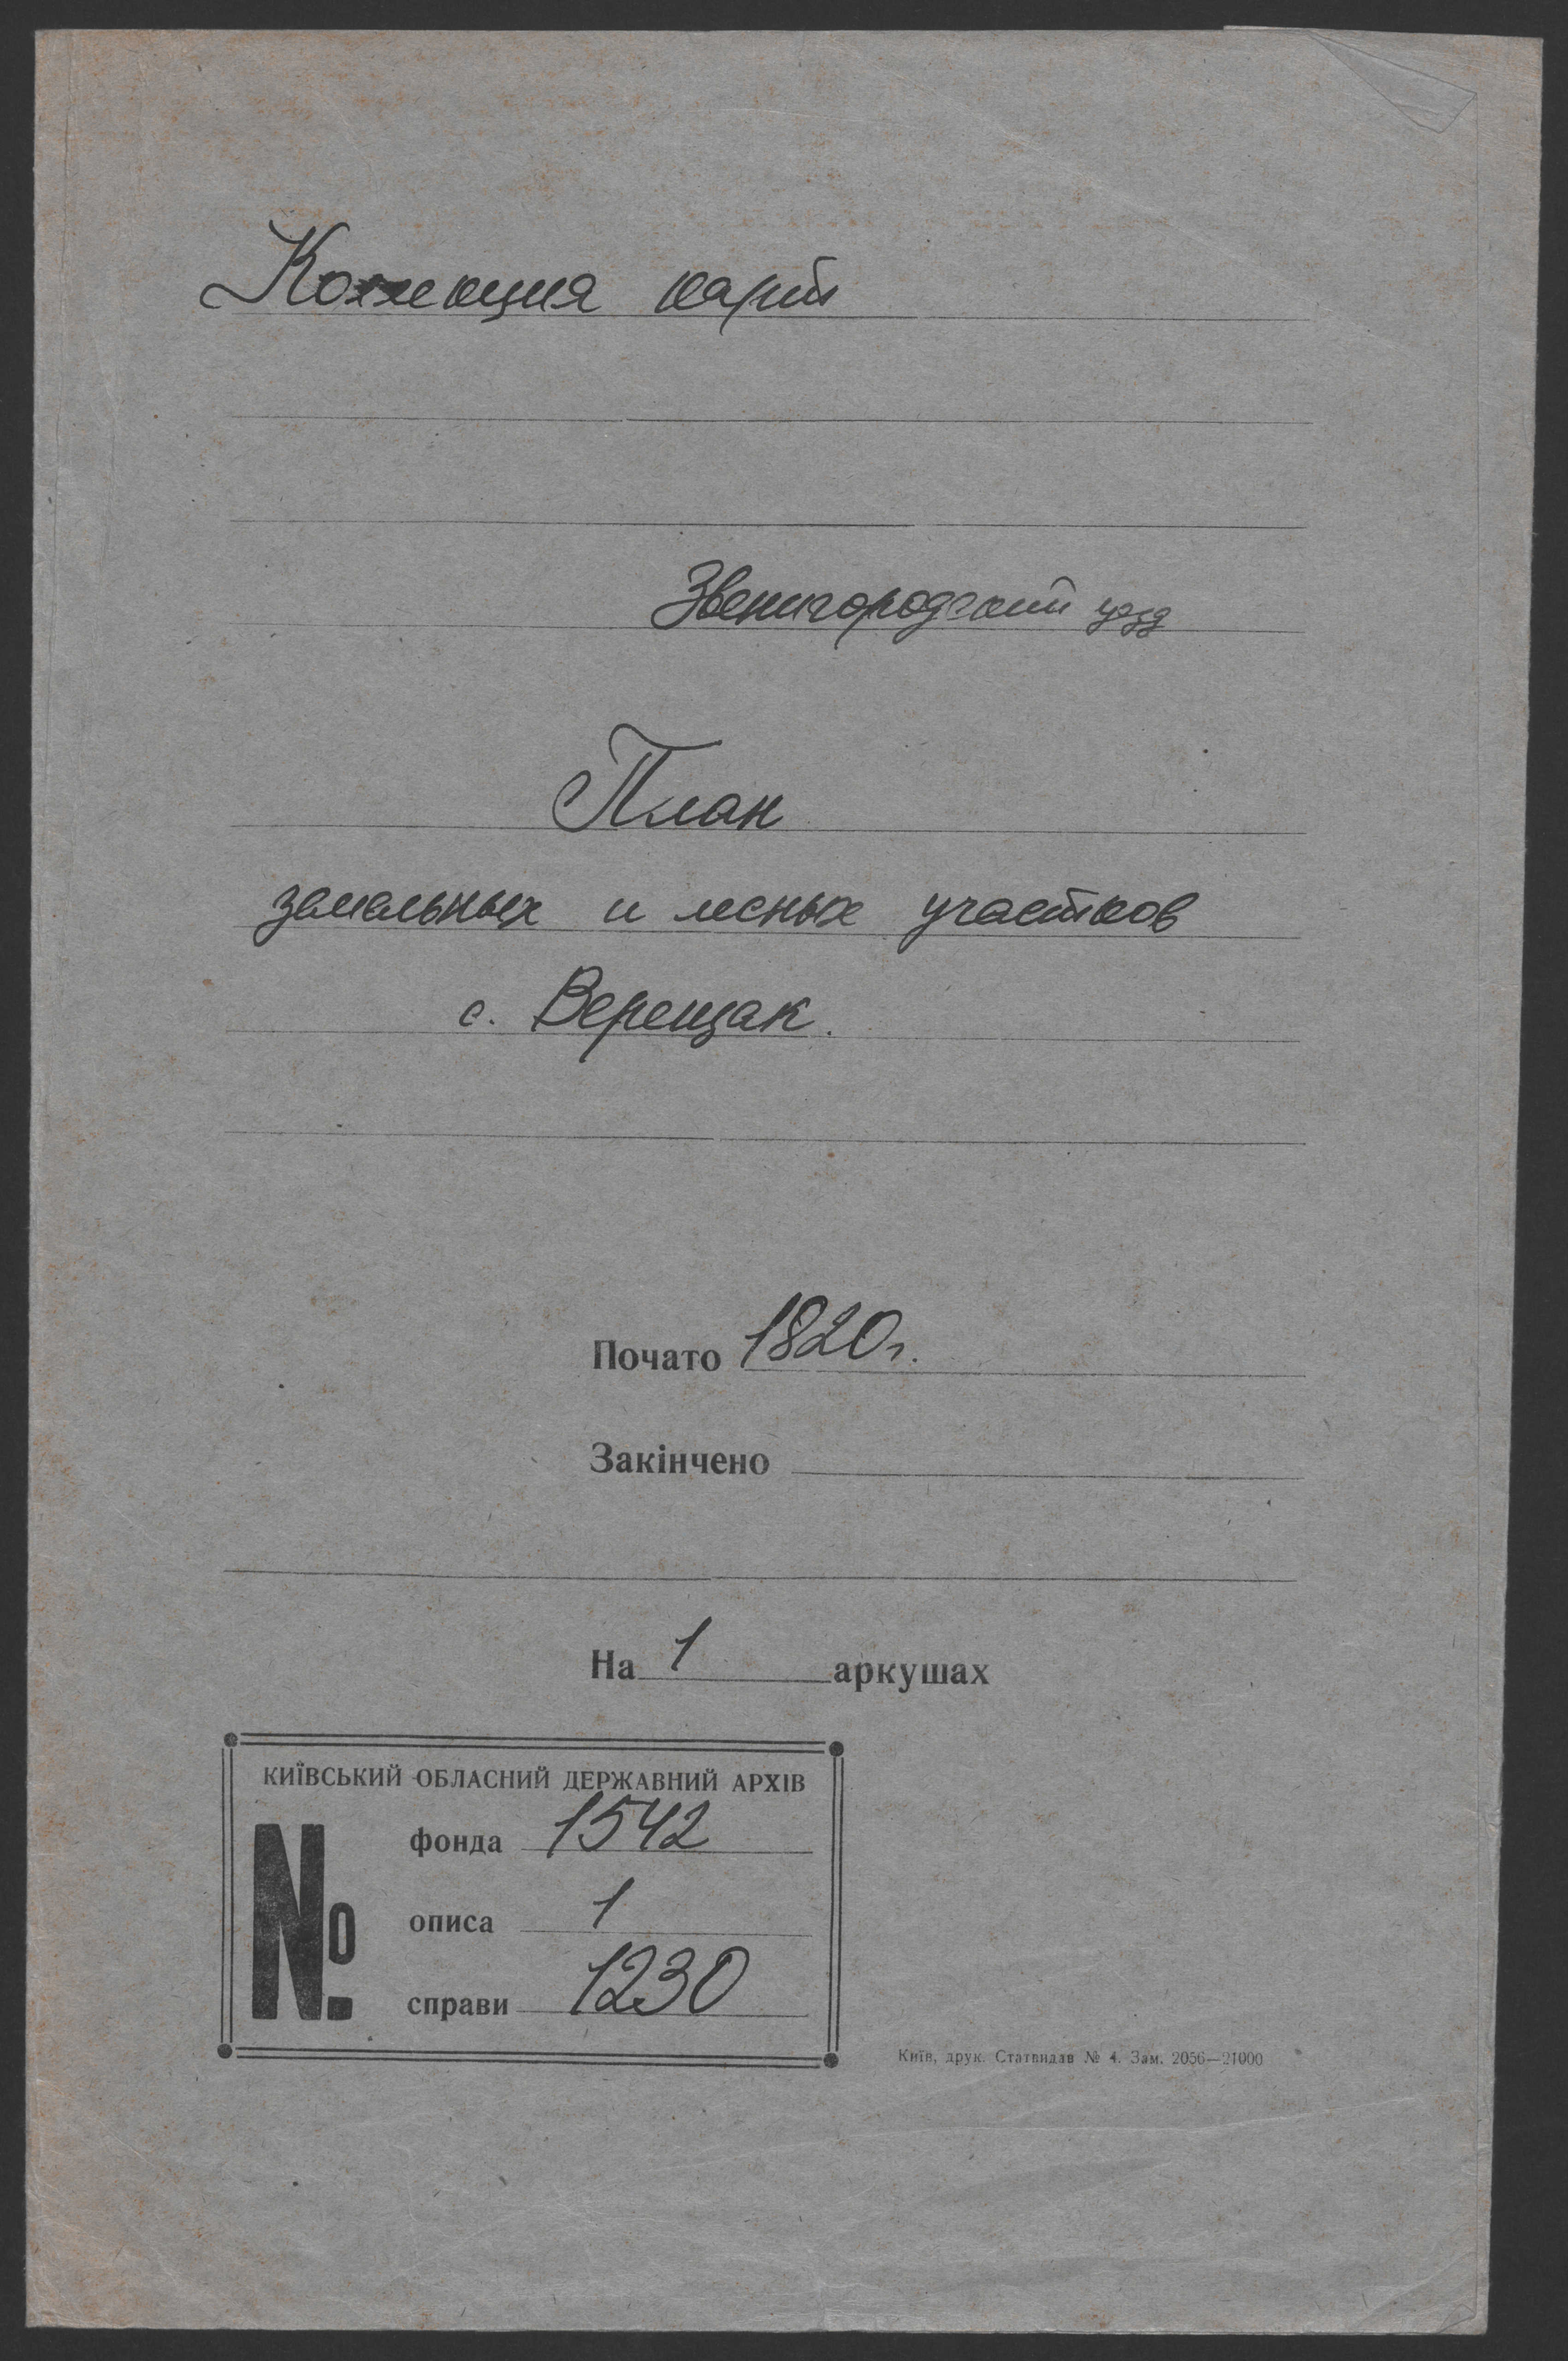 Коллекция карт
Звенигородский уезд
План
земельных и лесных участков
с. Верещак.
Почато 1820 г.
Закінчено
На 1 аркушах
КИЇВСЬКИЙ ОБЛАСНИЙ ДЕРЖАВНИЙ АРХІВ
№
фонда 1542
описа 1
справи 1230
Київ, друк. Статвидав № 4. Зам. 2056—21000